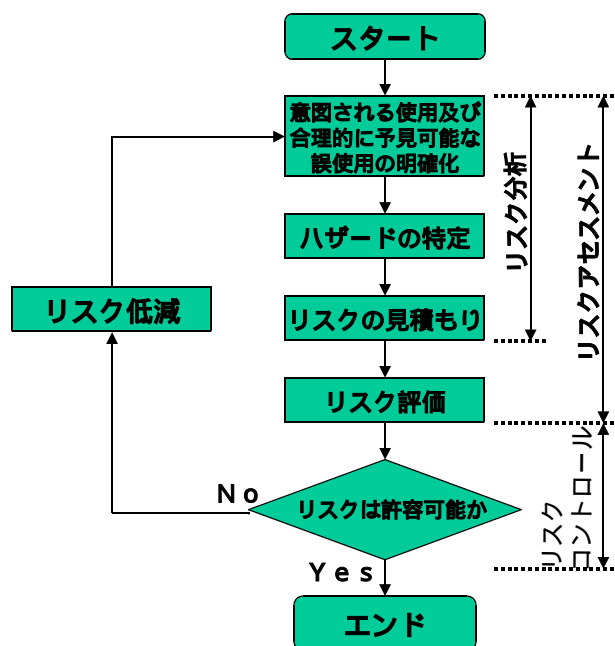 スタート
意図される使用及び
合理的に予見可能な
誤使用の明確化
ハザードの特定
リスクの見積もり
リスク評価
リスク低減
No
リスクは許容可能か
Yes
エンド
リスク分析
リスクアセスメント
リスク
コントロール